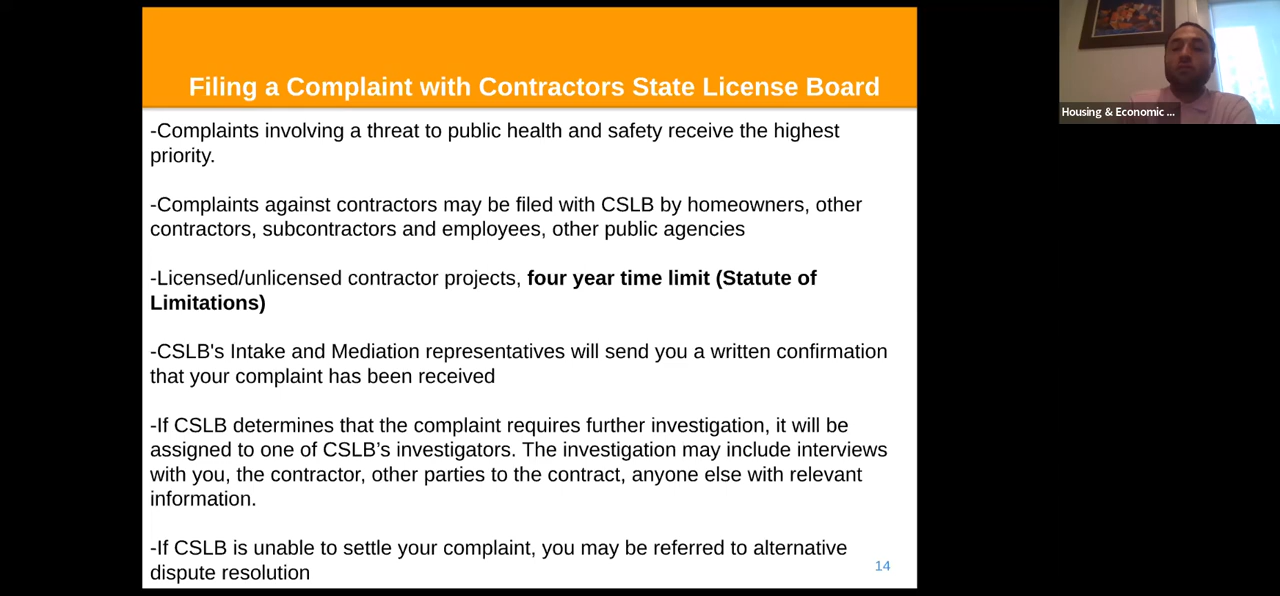 Filing a Complaint with Contractors State License Board
-Complaints involving a threat to public health and safety receive the highest
priority.
-Complaints against contractors may be filed with CSLB by homeowners, other
contractors, subcontractors and employees, other public agencies
-Licensed/unlicensed contractor projects, four year time limit (Statute of
Limitations)
-CSLB's Intake and Mediation representatives will send you a written confirmation
that your complaint has been received
-If CSLB determines that the complaint requires further investigation, it will be
assigned to one of CSLB’s investigators. The investigation may include interviews
with you, the contractor, other parties to the contract, anyone else with relevant
information.
-If CSLB is unable to settle your complaint, you may be referred to alternative
dispute resolution
14
Housing & Economic ...